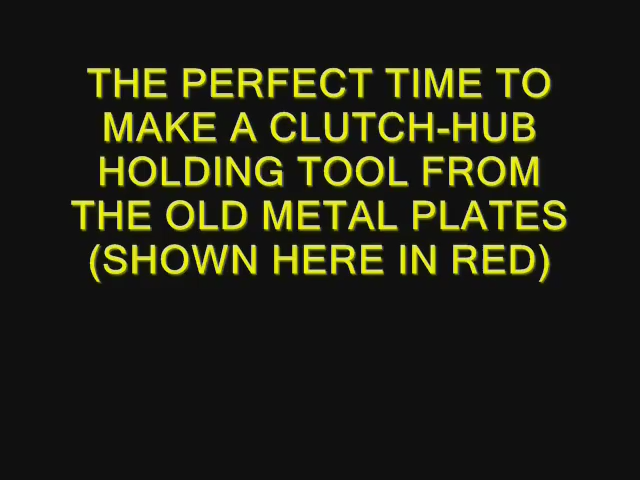 THE PERFECT TIME TO
MAKE A CLUTCH-HUB
HOLDING TOOL FROM
THE OLD METAL PLATES
(SHOWN HERE IN RED)